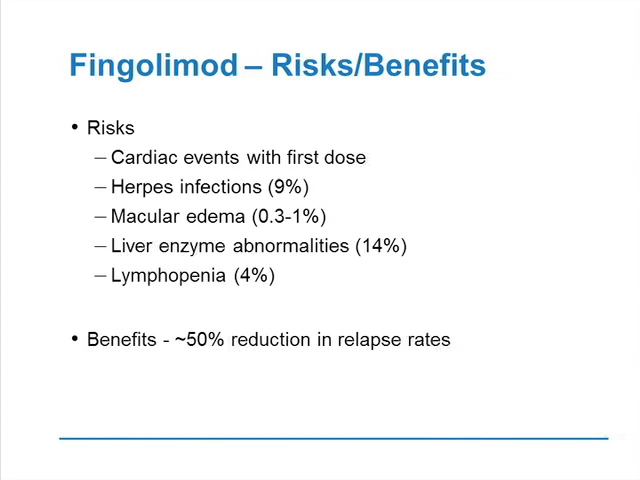 Fingolimod – Risks/Benefits
• Risks
– Cardiac events with first dose
– Herpes infections (9%)
– Macular edema (0.3-1%)
– Liver enzyme abnormalities (14%)
– Lymphopenia (4%)
• Benefits - ~50% reduction in relapse rates